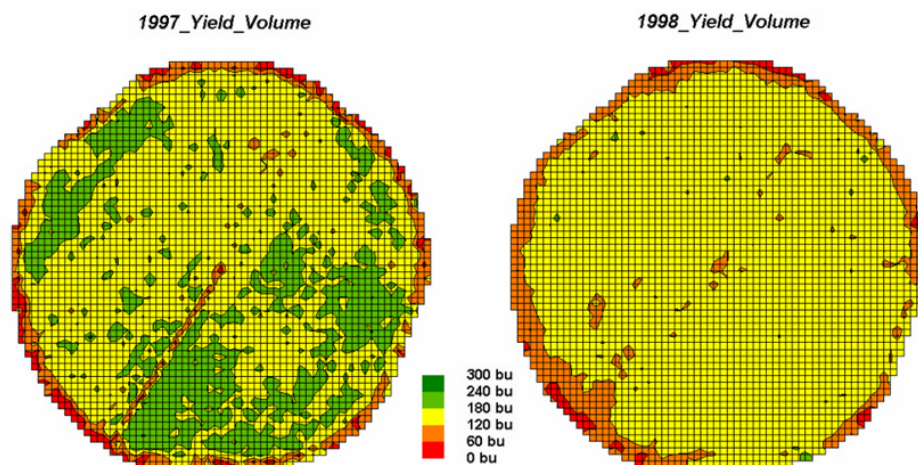 1997_Yield_Volume
1998_Yield_Volume
300 bu
240 bu
180 bu
120 bu
60 bu
0 bu